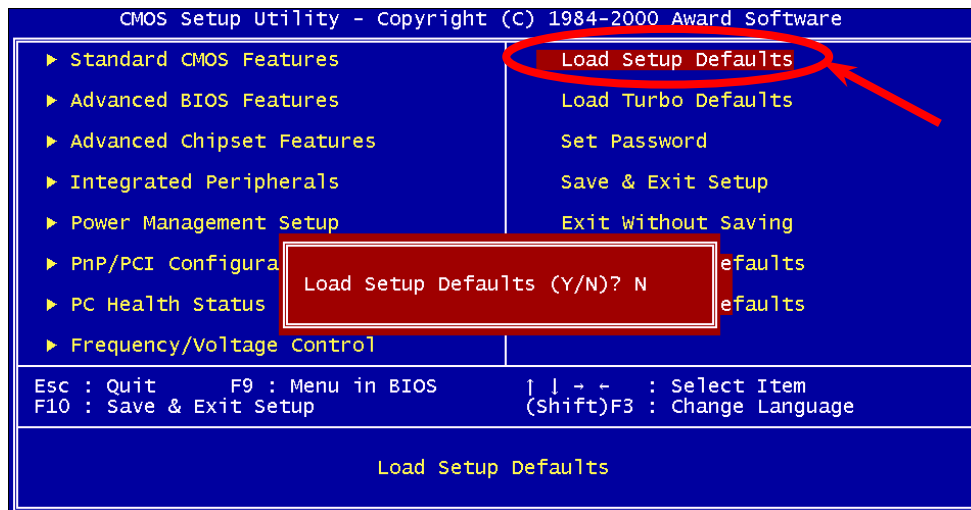 CMOS Setup Utility - Copyright (C) 1984-2000 Award Software
Standard CMOS Features
Advanced BIOS Features
Advanced Chipset Features
Integrated Peripherals
Power Management Setup
PnP/PCI Configura
PC Health Status
Frequency/Voltage Control
Load Setup Defaults
Load Turbo Defaults
Set Password
Save & Exit Setup
Exit Without Saving
efaults
efaults
Load Setup Defaults (Y/N)? N
Esc : Quit F9 : Menu in BIOS ↑ ↓ → ← : Select Item
F10 : Save & Exit Setup (Shift)F3 : Change Language
Load Setup Defaults